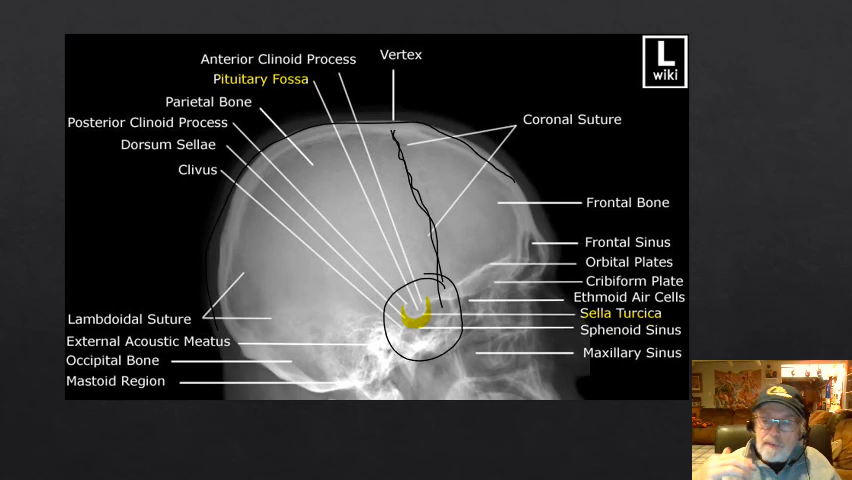 Anterior Clinoid Process
Vertex
L
wiki
Pituitary Fossa
Parietal Bone
Posterior Clinoid Process
Coronal Suture
Dorsum Sellae
Clivus
Frontal Bone
Frontal Sinus
Orbital Plates
Cribiform Plate
Ethmoid Air Cells
Sella Turcica
Lambdoidal Suture
Sphenoid Sinus
External Acoustic Meatus
Maxillary Sinus
Occipital Bone
Mastoid Region